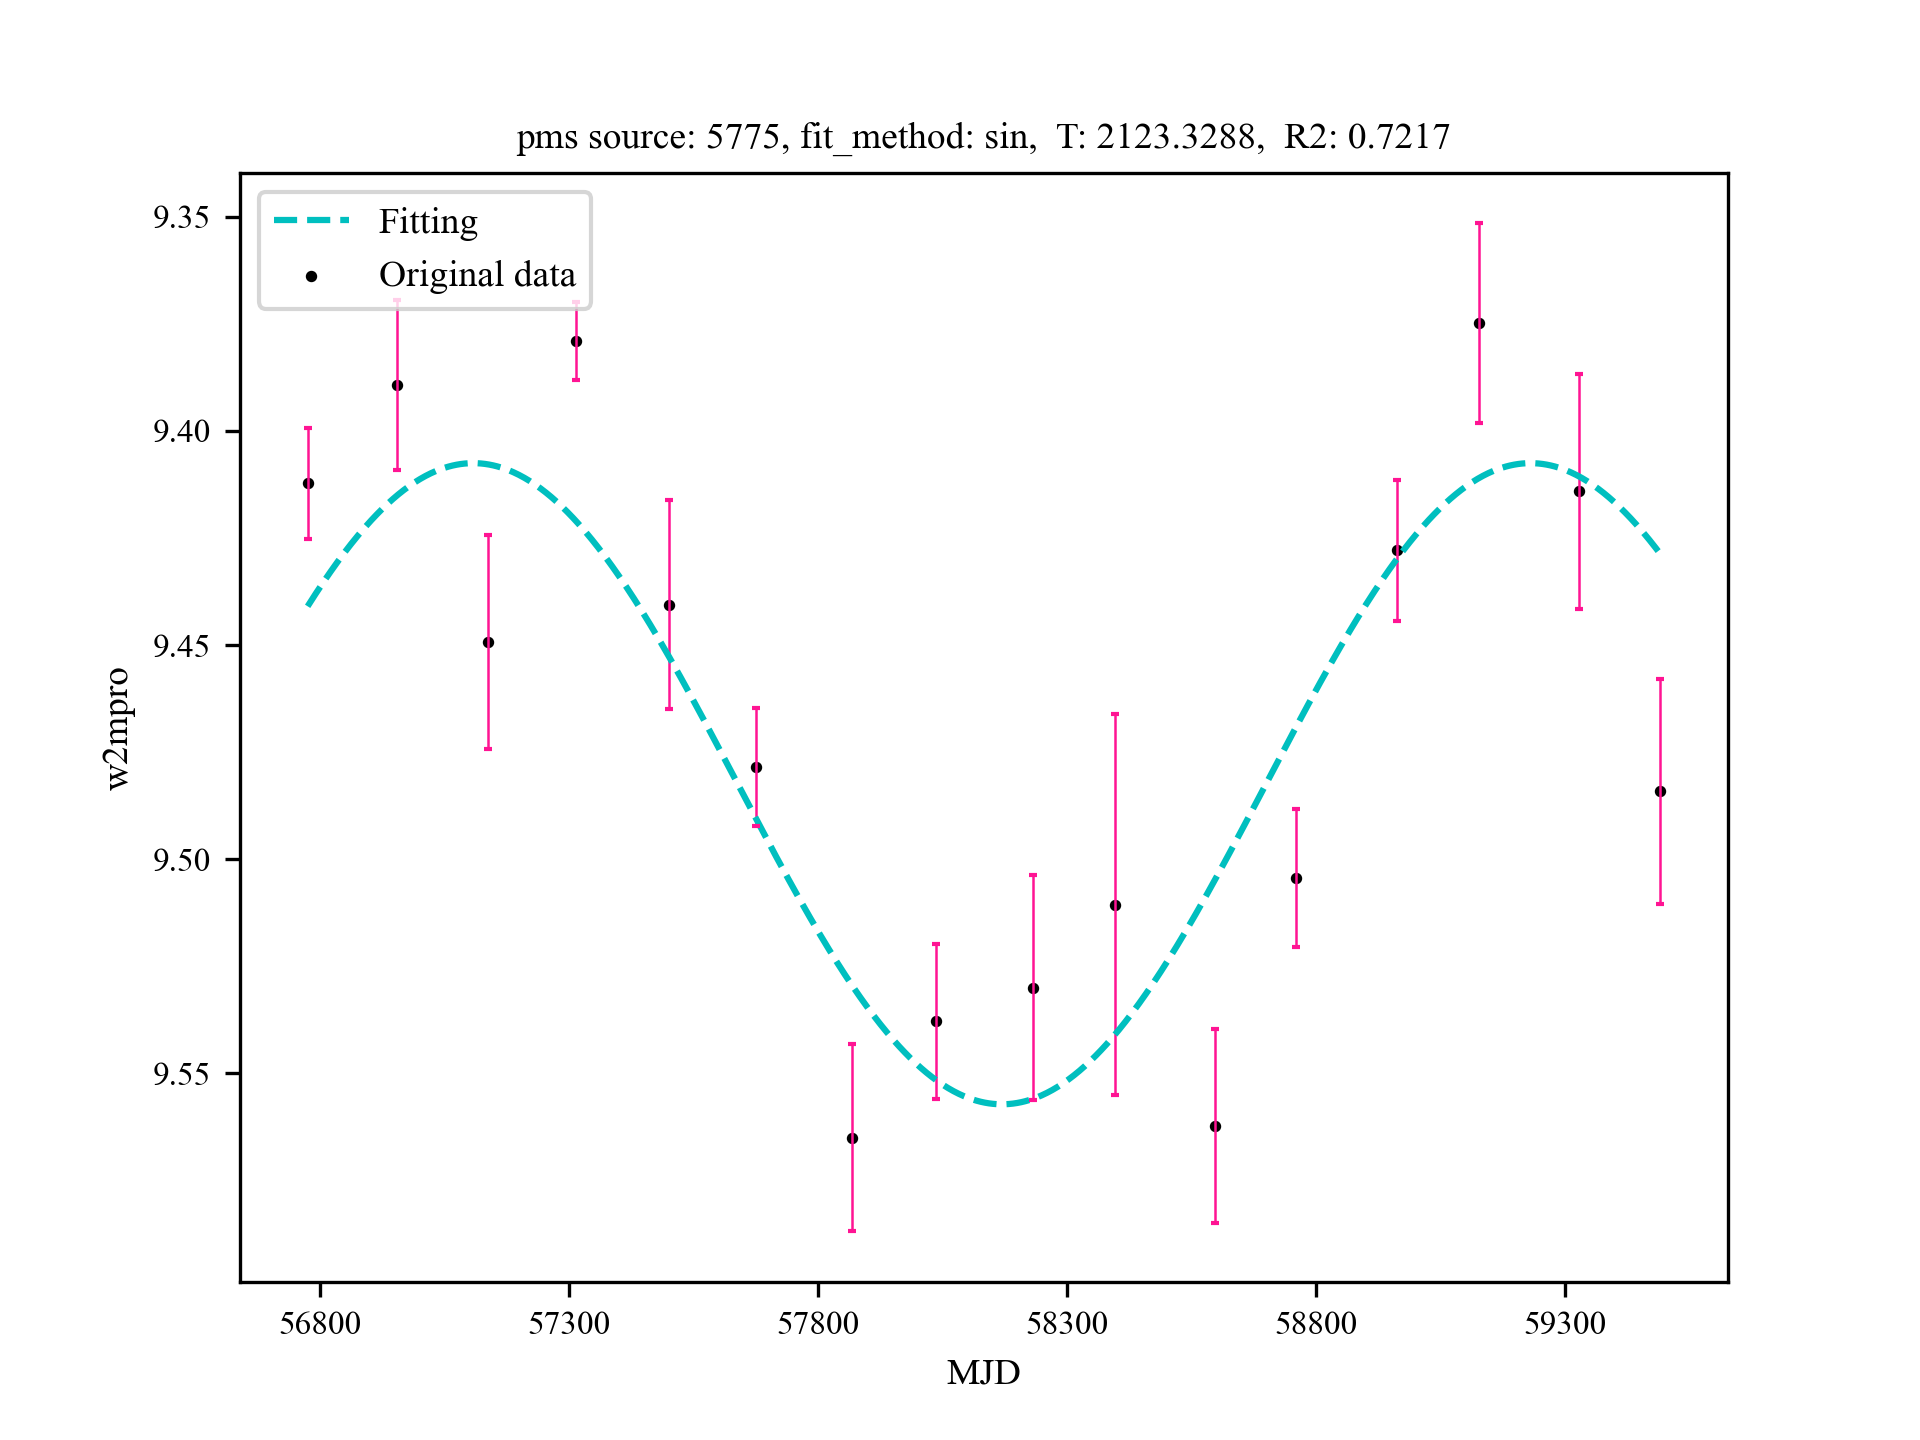 pms source: 5775, fit_method: sin,  T: 2123.3288,  R2: 0.7217
Fitting
Original data
9.35
9.40
9.45
9.50
9.55
w2mpro
56800
57300
57800
58300
58800
59300
MJD